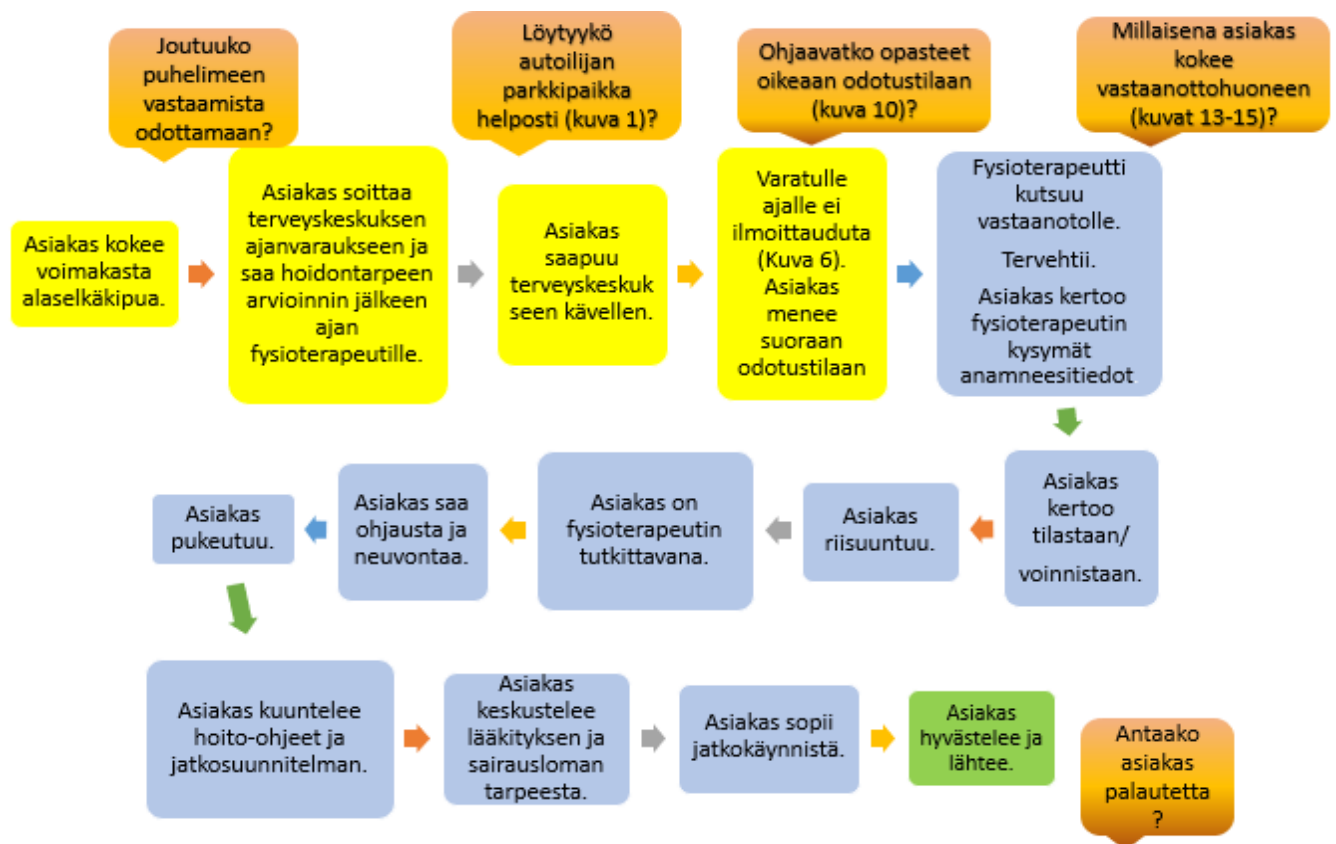 Joutuuko
puhelimeen
vastaamista
odottamaan?
Löytyykö
autoilijan
parkkipaikka
helposti (kuva 1)?
Ohjaavatko opasteet
oikeaan odotustilaan
(kuva 10)?
Millaisena asiakas
kokee
vastaanottohuoneen
(kuvat 13-15)?
Asiakas kokee
voimakasta
alaselkäkipua.
Asiakas soittaa
terveyskeskuksen
ajanvaraukseen ja
saa hoidontarpeen
arvioinnin jälkeen
ajan
fysioterapeutille.
Asiakas
saapuu
terveyskeskuk
seen kävellen.
Varatulle
ajalle ei
ilmoittauduta
(Kuva 6).
Asiakas
menee
suoraan
odotustilaan
Fysioterapeutti
kutsuu
vastaanotolle.
Tervehtii.
Asiakas kertoo
fysioterapeutin
kysymät
anamneesitiedot.
Asiakas
kertoo
tilastaan/
voinnistaan.
Asiakas
riisuuntuu.
Asiakas on
fysioterapeutin
tutkittavana.
Asiakas saa
ohjausta ja
neuvontaa.
Asiakas
pukeutuu.
Asiakas kuuntelee
hoito-ohjeet ja
jatkosuunnitelman.
Asiakas
keskustelee
lääkityksen ja
sairausloman
tarpeesta.
Asiakas sopii
jatkokäynnistä.
Asiakas
hyvästelee ja
lähtee.
Antaako
asiakas
palautetta
?